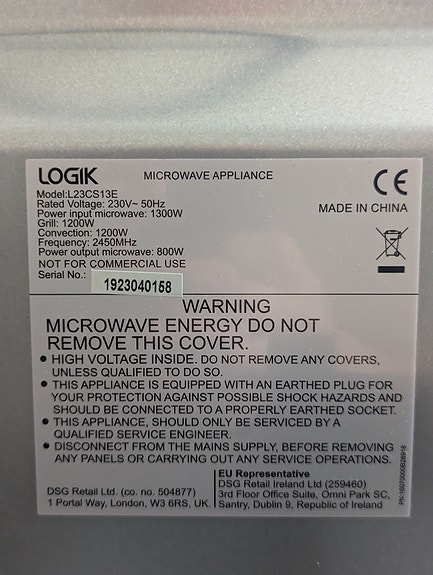 LOGIK MICROWAVE APPLIANCE CE
Model:L23CS13E
Rated Voltage: 230V~ 50Hz
Power input microwave: 1300W
Grill: 1200W
Convection: 1200W
Frequency: 2450MHz
Power output microwave: 800W
NOT FOR COMMERCIAL USE
Serial No.: 1923040158
MADE IN CHINA
WARNING
MICROWAVE ENERGY DO NOT
REMOVE THIS COVER.
• HIGH VOLTAGE INSIDE. DO NOT REMOVE ANY COVERS,
UNLESS QUALIFIED TO DO SO.
• THIS APPLIANCE IS EQUIPPED WITH AN EARTHED PLUG FOR
YOUR PROTECTION AGAINST POSSIBLE SHOCK HAZARDS AND
SHOULD BE CONNECTED TO A PROPERLY EARTHED SOCKET.
• THIS APPLIANCE, SHOULD ONLY BE SERVICED BY A
QUALIFIED SERVICE ENGINEER.
• DISCONNECT FROM THE MAINS SUPPLY, BEFORE REMOVING
ANY PANELS OR CARRYING OUT ANY SERVICE OPERATIONS.
DSG Retail Ltd. (co. no. 504877)
1 Portal Way, London, W3 6RS, UK.
EU Representative
DSG Retail Ireland Ltd (259460)
3rd Floor Office Suite, Omni Park SC,
Santry, Dublin 9, Republic of Ireland